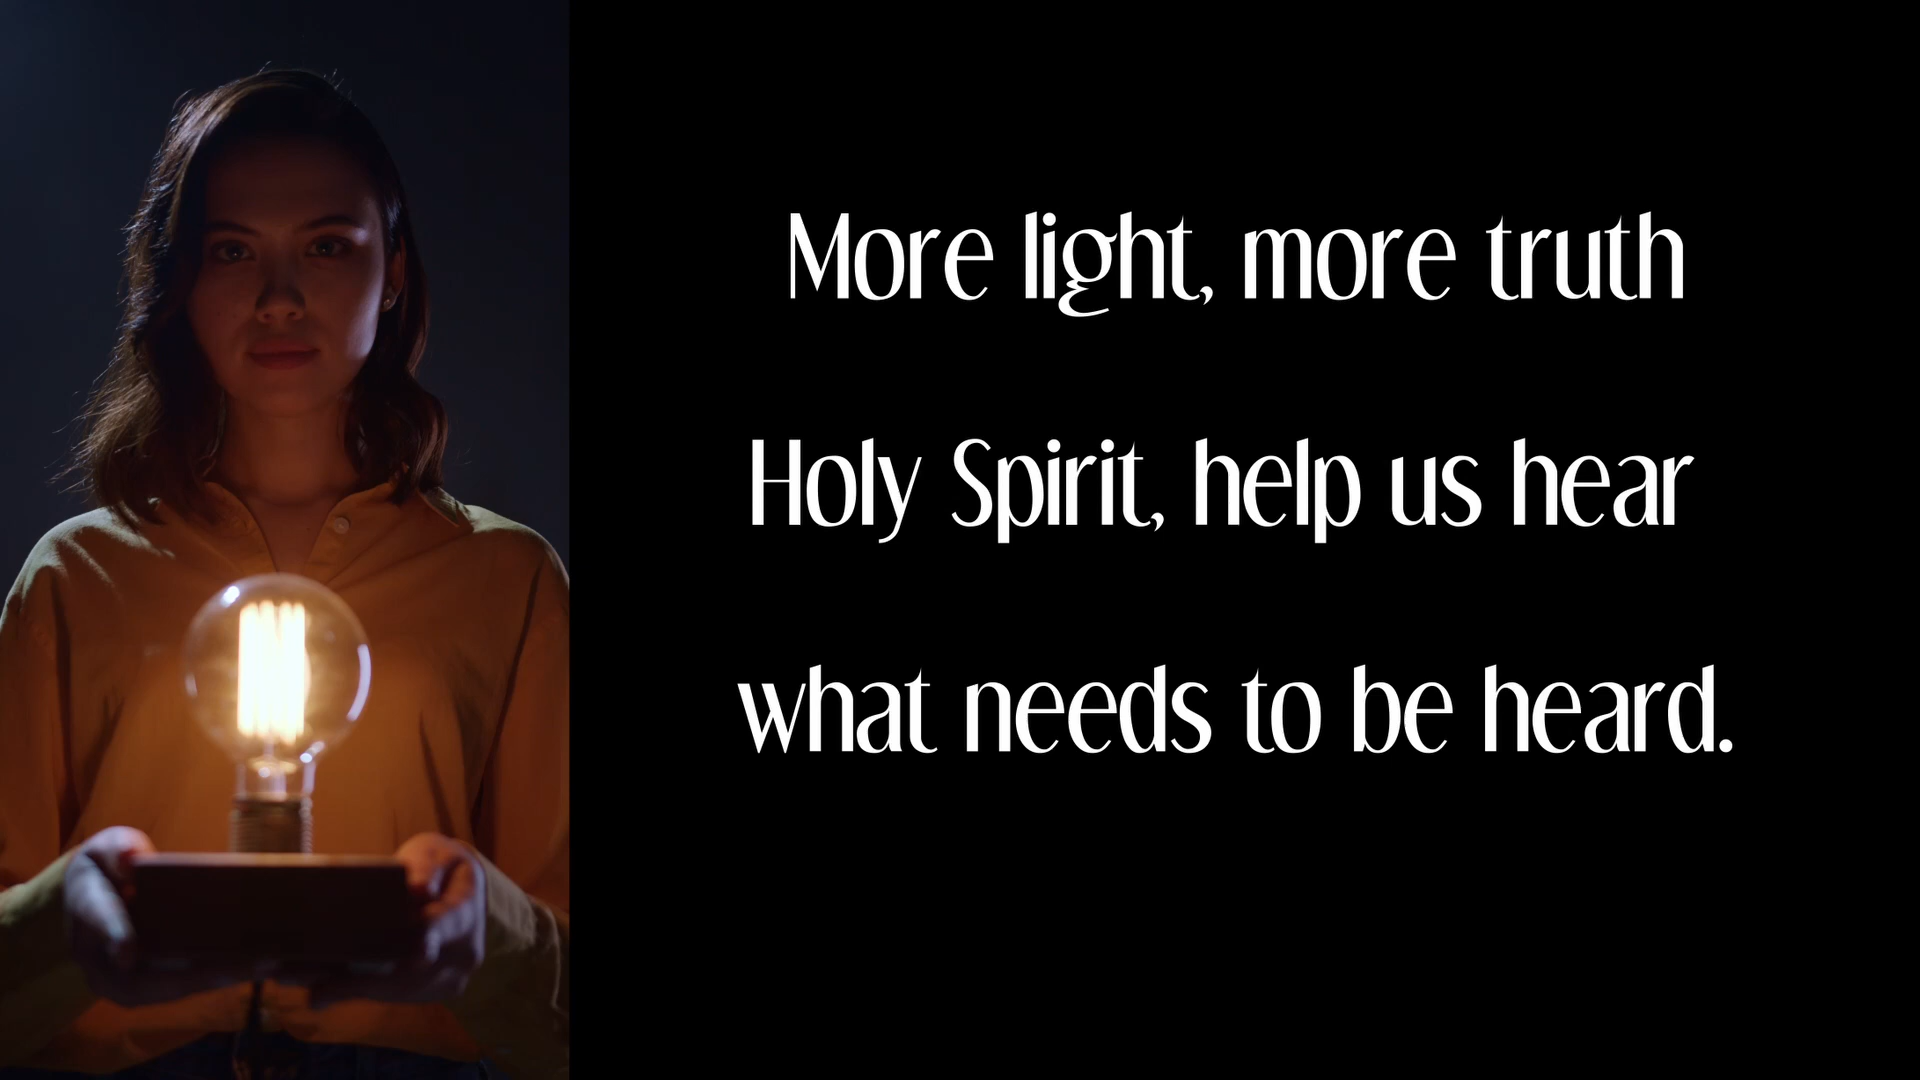 More light, more truth
Holy Spirit, help us hear
what needs to be heard.